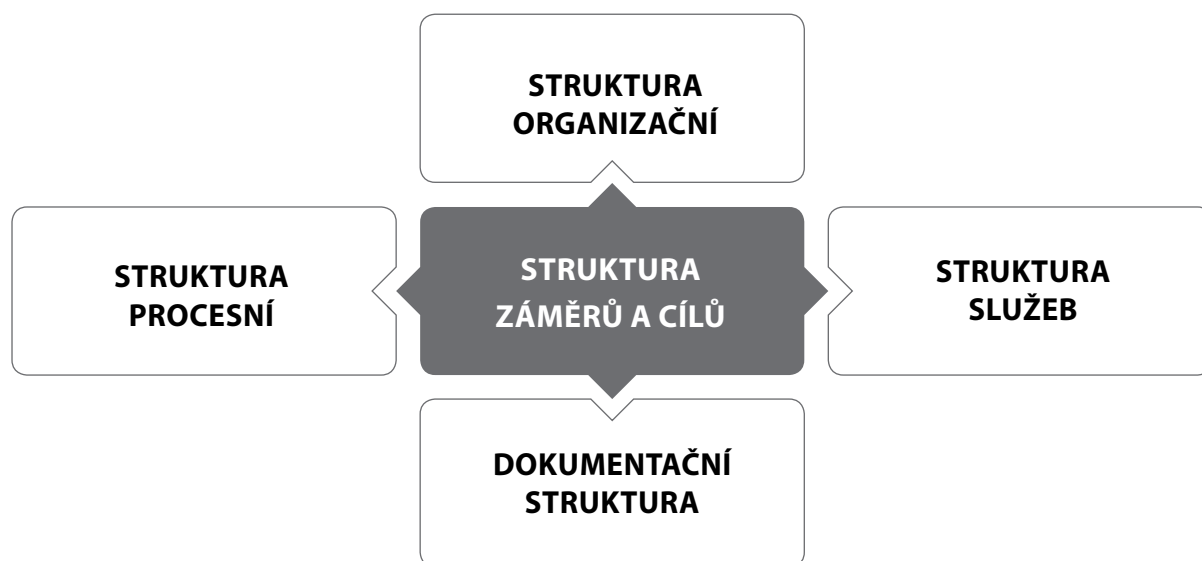 STRUKTURA
ORGANIZAČNÍ
STRUKTURA
PROCESNÍ
STRUKTURA
ZÁMĚRŮ A CÍLŮ
STRUKTURA
SLUŽEB
DOKUMENTAČNÍ
STRUKTURA